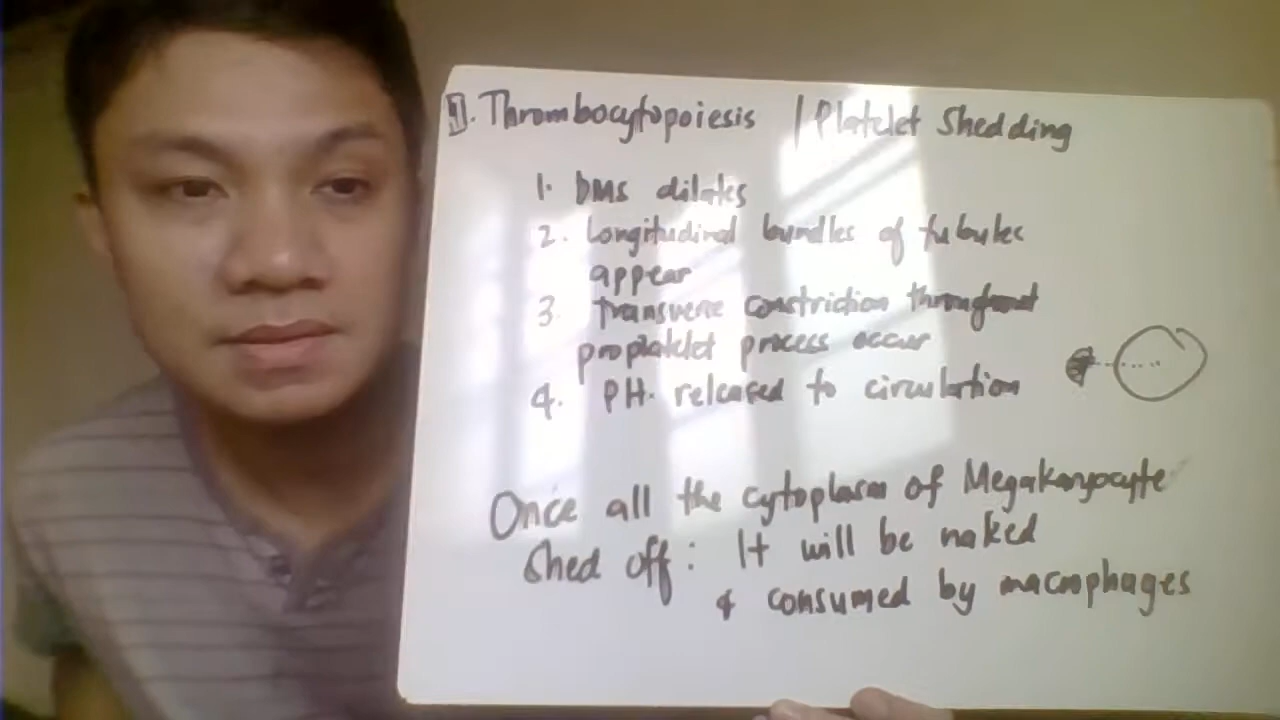 Thrombocytopoiesis / Platelet Shedding
1. DMS dilates
2. Longitudinal bundles of tubules
appear
3. Transverse constriction throughout
proplatelet process occur
4. Plt. released to circulation
Once all the cytoplasm of Megakaryocyte
Shed off: It will be naked
& consumed by macrophages